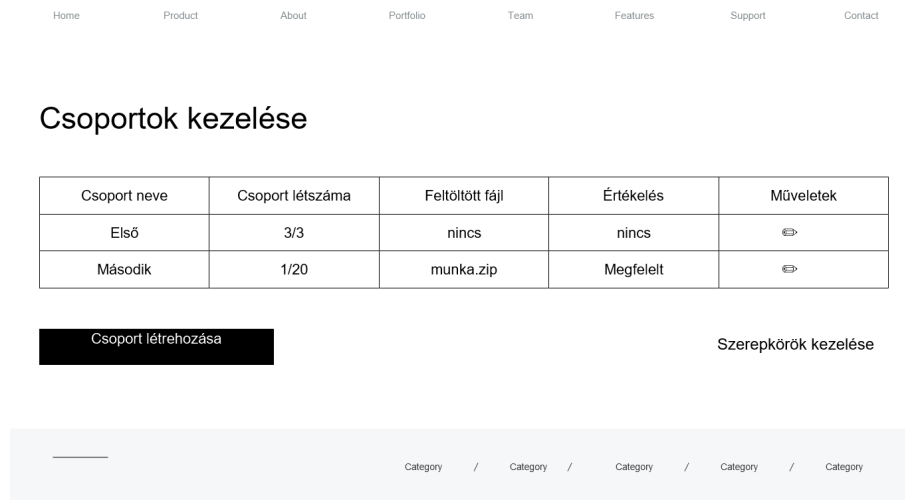 Home Product About Portfolio Team Features Support Contact
Csoportok kezelése
Csoport neve Csoport létszáma Feltöltött fájl Értékelés Műveletek
Első 3/3 nincs nincs ✏
Második 1/20 munka.zip Megfelelt ✏
Csoport létrehozása Szerepkörök kezelése
Category / Category / Category / Category / Category